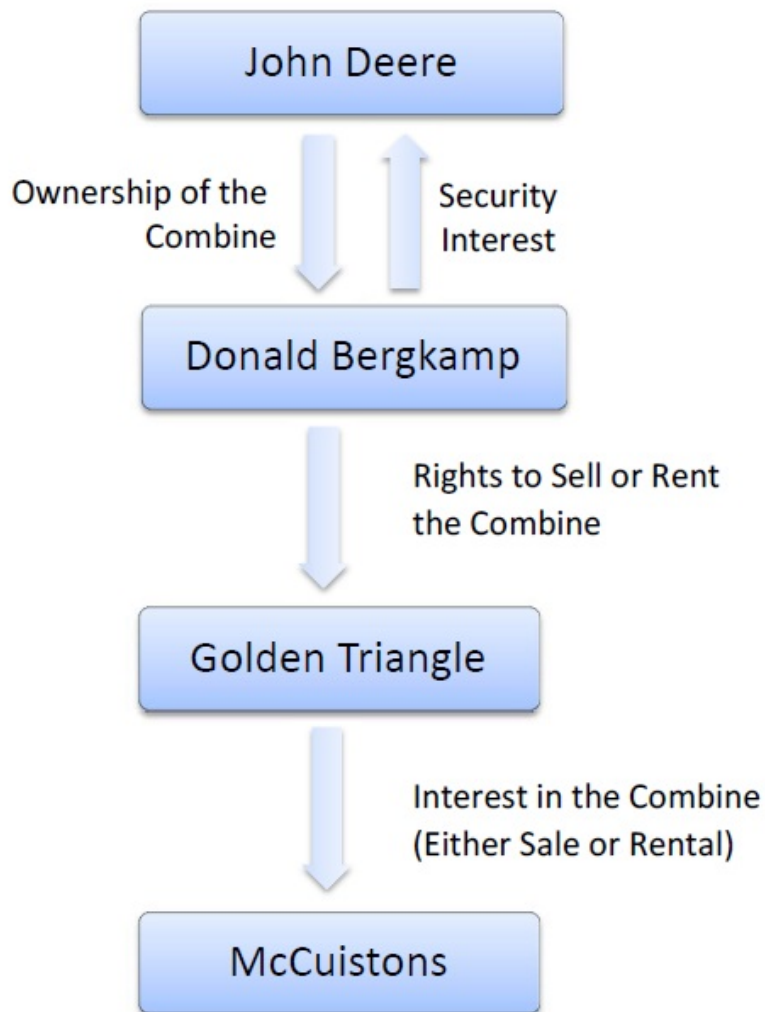 John Deere
Ownership of the
Combine
Security
Interest
Donald Bergkamp
Rights to Sell or Rent
the Combine
Golden Triangle
Interest in the Combine
(Either Sale or Rental)
McCuistons